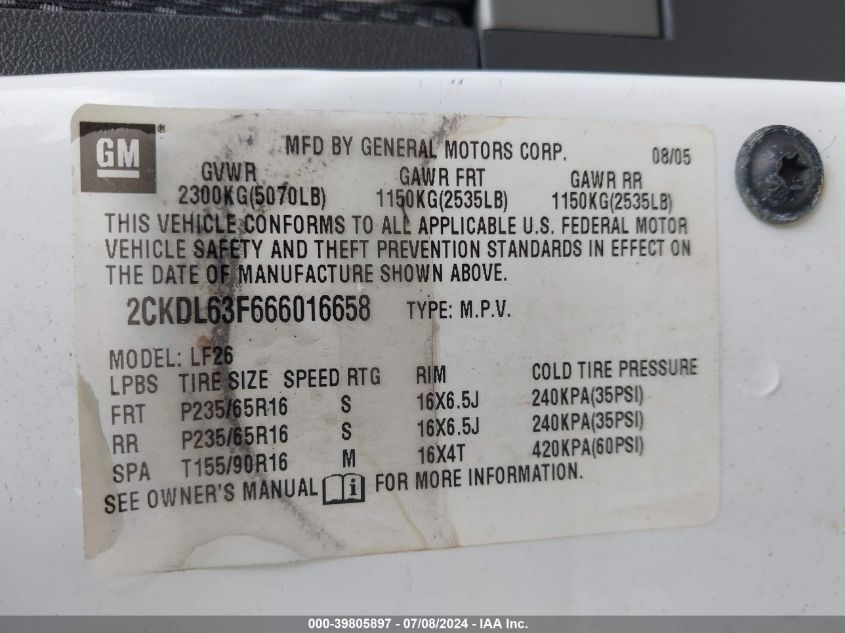 GM®
MFD BY GENERAL MOTORS CORP. 08/05
GVWR GAWR FRT GAWR RR
2300KG(5070LB) 1150KG(2535LB) 1150KG(2535LB)
THIS VEHICLE CONFORMS TO ALL APPLICABLE U.S. FEDERAL MOTOR
VEHICLE SAFETY AND THEFT PREVENTION STANDARDS IN EFFECT ON
THE DATE OF MANUFACTURE SHOWN ABOVE.
2CKDL63F666016658 TYPE: M.P.V.
MODEL: LF26
LPBS TIRE SIZE SPEED RTG RIM COLD TIRE PRESSURE
FRT P235/65R16 S 16X6.5J 240KPA(35PSI)
RR P235/65R16 S 16X6.5J 240KPA(35PSI)
SPA T155/90R16 M 16X4T 420KPA(60PSI)
SEE OWNER'S MANUAL i FOR MORE INFORMATION.
000-39805897 - 07/08/2024 - IAA Inc.